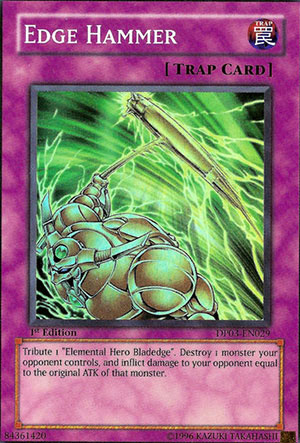 EDGE HAMMER
TRAP
罠
[TRAP CARD]
1st Edition
DP03-EN029
Tribute 1 "Elemental Hero Bladedge". Destroy 1 monster your
opponent controls, and inflict damage to your opponent equal
to the original ATK of that monster.
84361420
©1996 KAZUKI TAKAHASHI